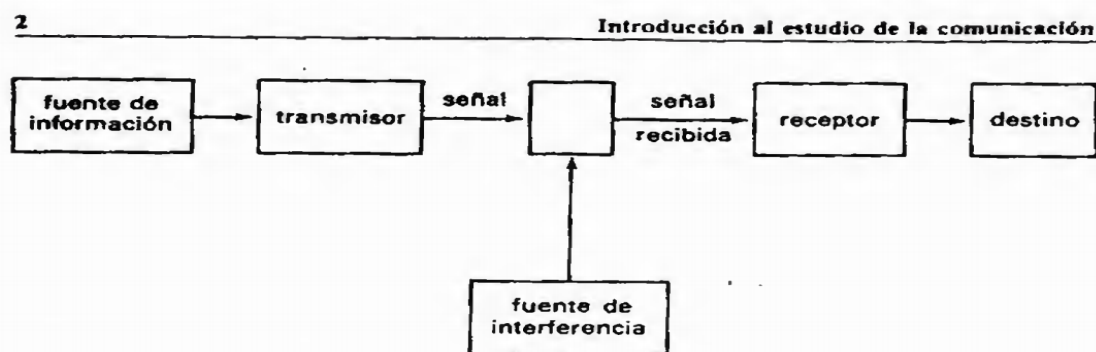 2
Introducción al estudio de la comunicación
fuente de
información
transmisor
señal
señal
recibida
receptor
destino
fuente de
interferencia